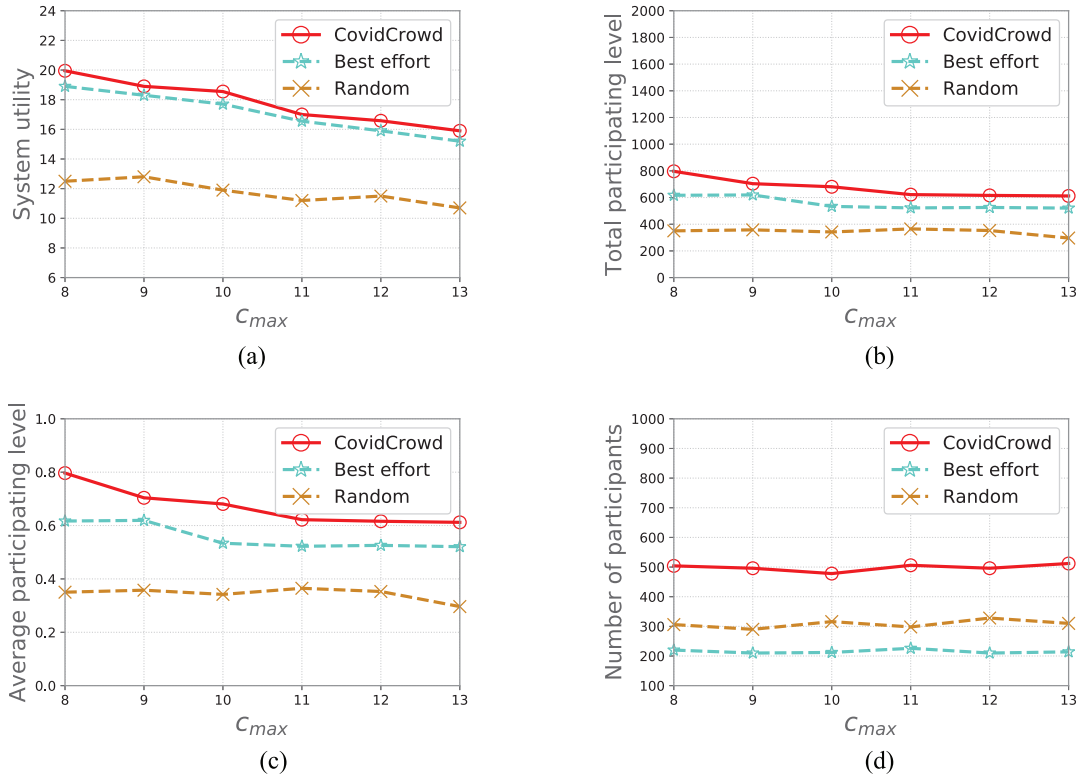 System utility
24
22
20
18
16
14
12
10
8
6
CovidCrowd
Best effort
Random
8 9 10 11 12 13
c_max
(a)
Total participating level
2000
1800
1600
1400
1200
1000
800
600
400
200
0
CovidCrowd
Best effort
Random
8 9 10 11 12 13
c_max
(b)
Average participating level
1.0
0.8
0.6
0.4
0.2
0.0
CovidCrowd
Best effort
Random
8 9 10 11 12 13
c_max
(c)
Number of participants
1000
900
800
700
600
500
400
300
200
100
CovidCrowd
Best effort
Random
8 9 10 11 12 13
c_max
(d)